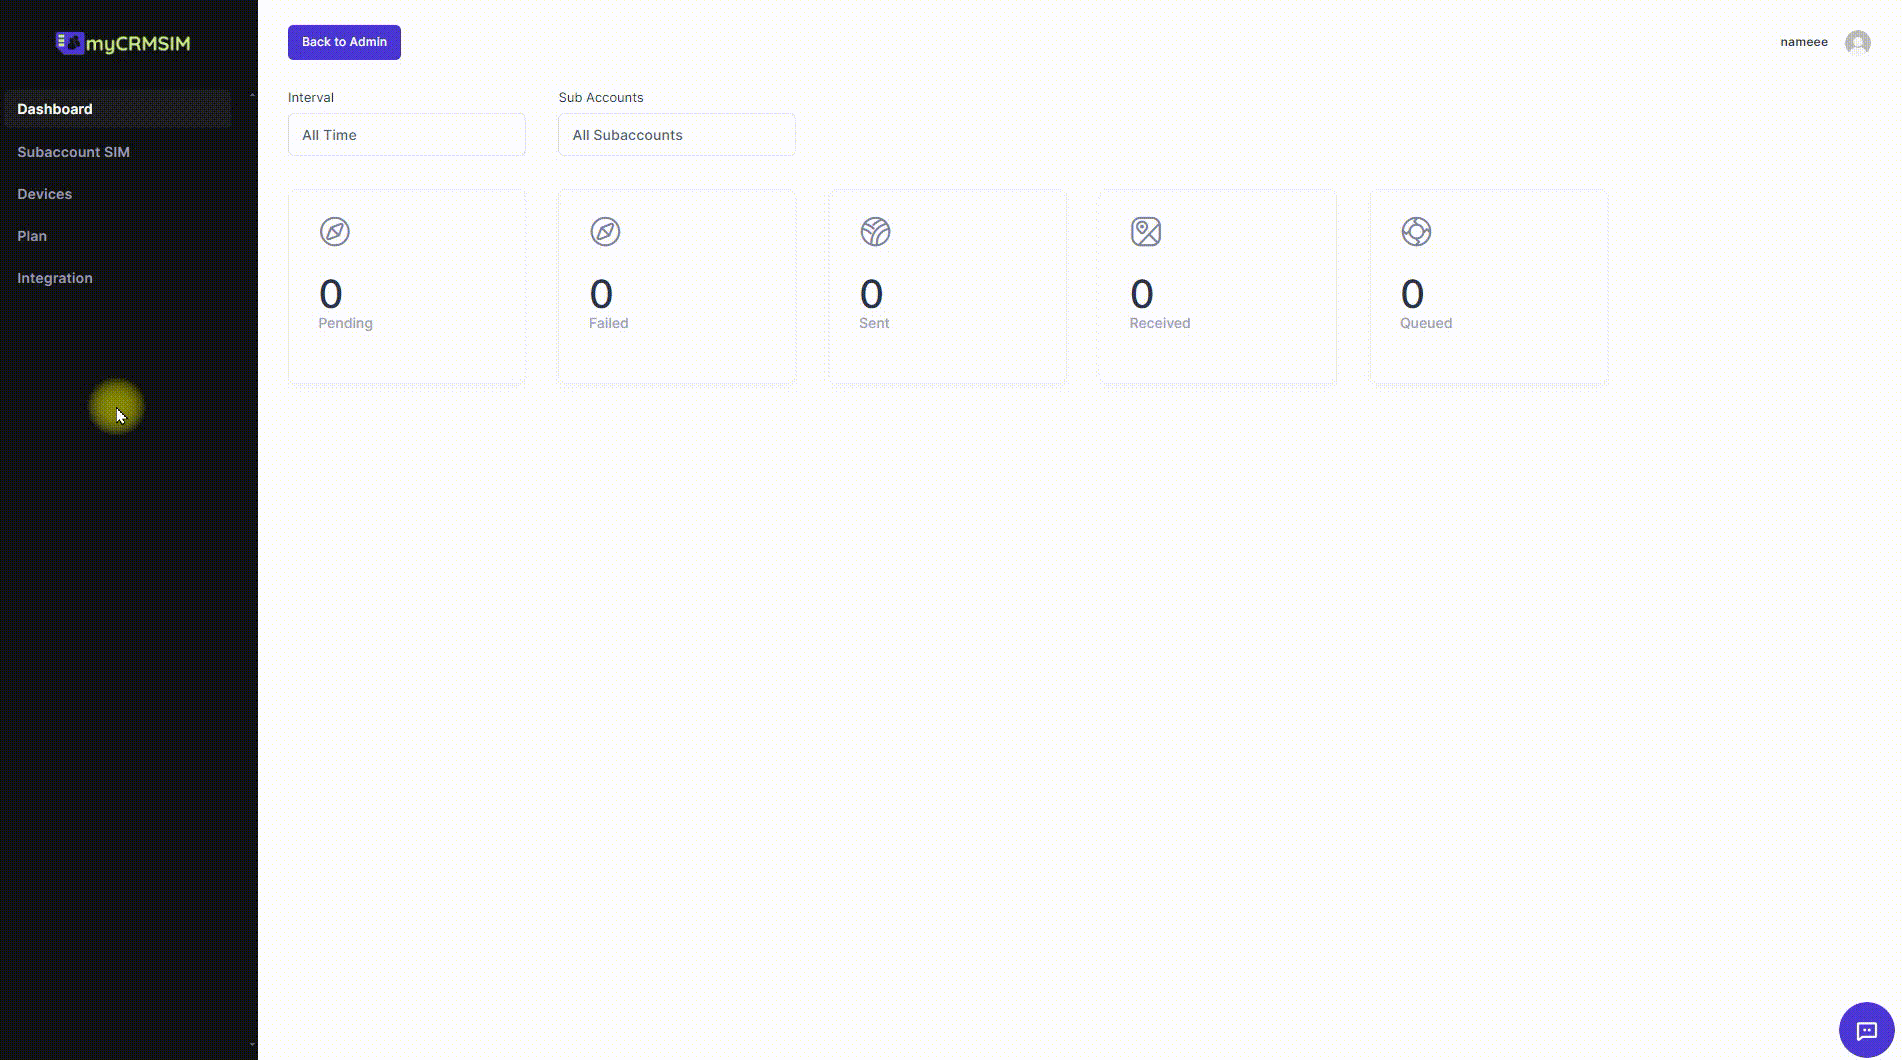 myCRMSIM
Dashboard
Subaccount SIM
Devices
Plan
Integration
Back to Admin
nameee
Interval
Sub Accounts
All Time
All Subaccounts
0
Pending
0
Failed
0
Sent
0
Received
0
Queued